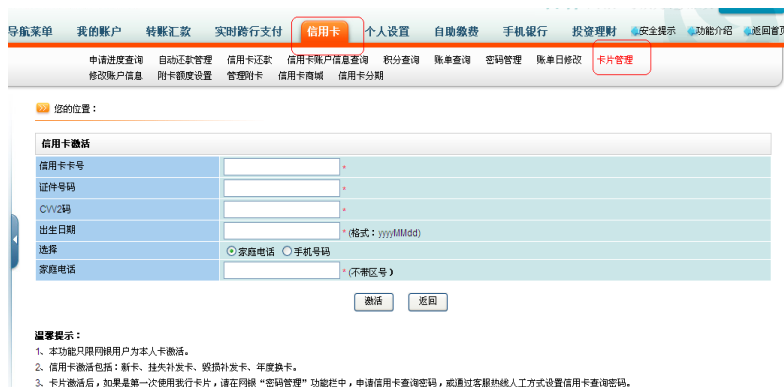 导航菜单 我的账户 转账汇款 实时跨行支付 信用卡 个人设置 自助缴费 手机银行 投资理财 安全提示 功能介绍 返回首页
申请进度查询 自动还款管理 信用卡还款 信用卡账户信息查询 积分查询 账单查询 密码管理 账单日修改 卡片管理
修改账户信息 附卡额度设置 管理附卡 信用卡商城 信用卡分期
您的位置：
信用卡激活
信用卡卡号 *
证件号码 *
CVV2码 *
出生日期 * (格式：yyyyMMdd)
选择 家庭电话 手机号码
家庭电话 * (不带区号)
激活 返回
温馨提示：
1、本功能只限网银用户为本人卡激活。
2、信用卡激活包括：新卡、挂失补发卡、毁损补发卡、年度换卡。
3、卡片激活后，如果是第一次使用我行卡片，请在网银“密码管理”功能栏中，申请信用卡查询密码，或通过客服热线人工方式设置信用卡查询密码。